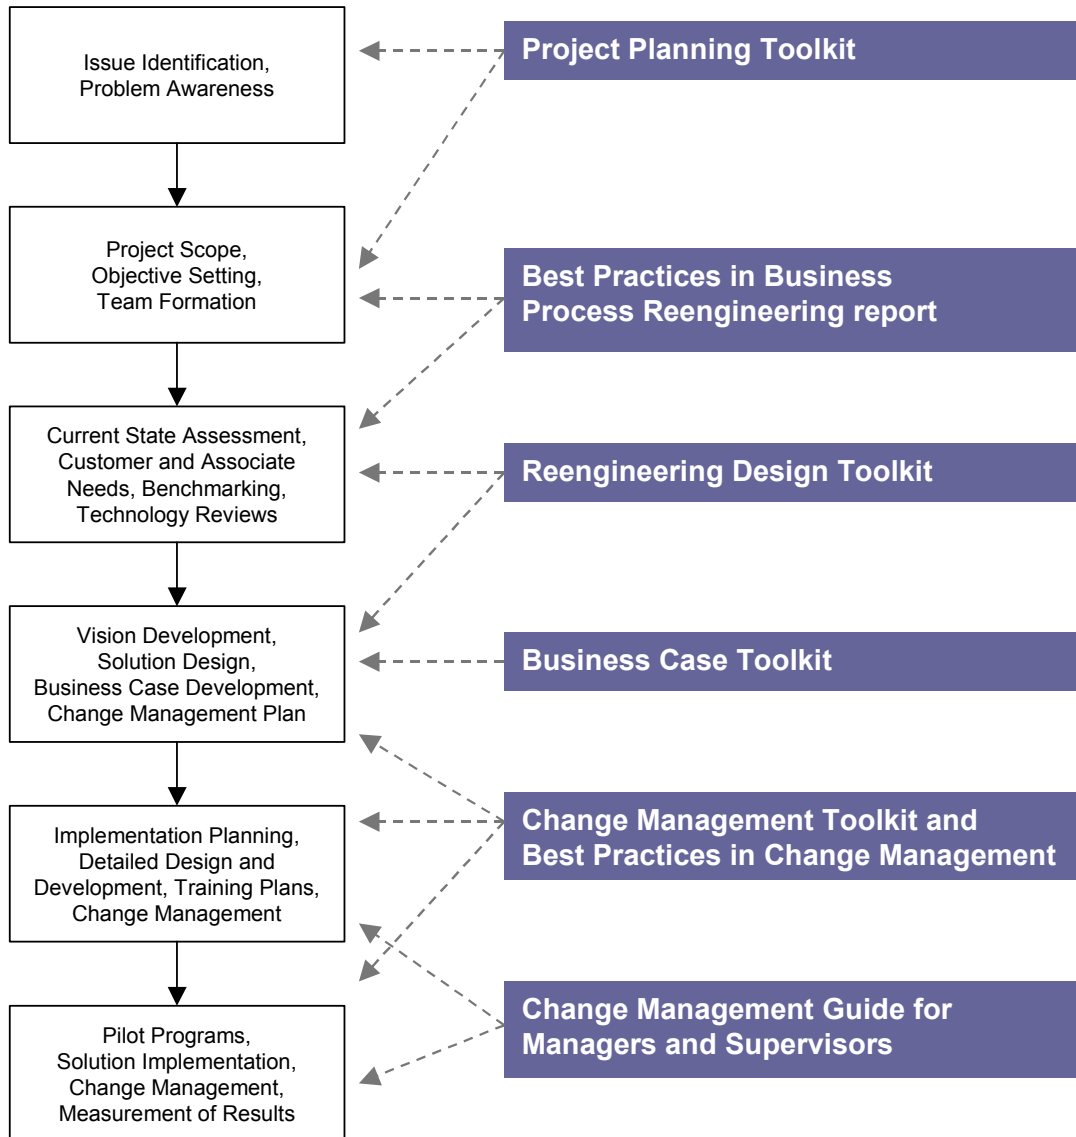 Issue Identification,
Problem Awareness
Project Planning Toolkit
Project Scope,
Objective Setting,
Team Formation
Best Practices in Business
Process Reengineering report
Current State Assessment,
Customer and Associate
Needs, Benchmarking,
Technology Reviews
Reengineering Design Toolkit
Vision Development,
Solution Design,
Business Case Development,
Change Management Plan
Business Case Toolkit
Implementation Planning,
Detailed Design and
Development, Training Plans,
Change Management
Change Management Toolkit and
Best Practices in Change Management
Pilot Programs,
Solution Implementation,
Change Management,
Measurement of Results
Change Management Guide for
Managers and Supervisors